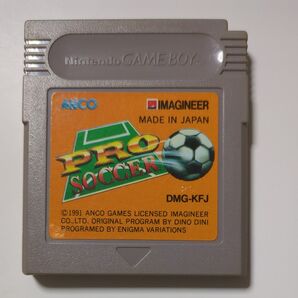 Nintendo GAME BOY
ANCO
IMAGINEER
MADE IN JAPAN
PRO
SOCCER
DMG-KFJ
©1991 ANCO GAMES LICENSED IMAGINEER
CO.,LTD. ORIGINAL PROGRAM BY DINO DINI
PROGRAMED BY ENIGMA VARIATIONS